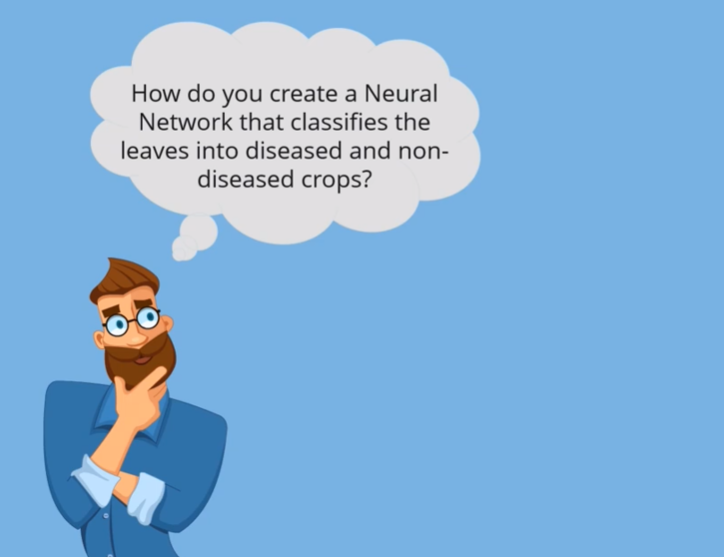 How do you create a Neural
Network that classifies the
leaves into diseased and non-
diseased crops?